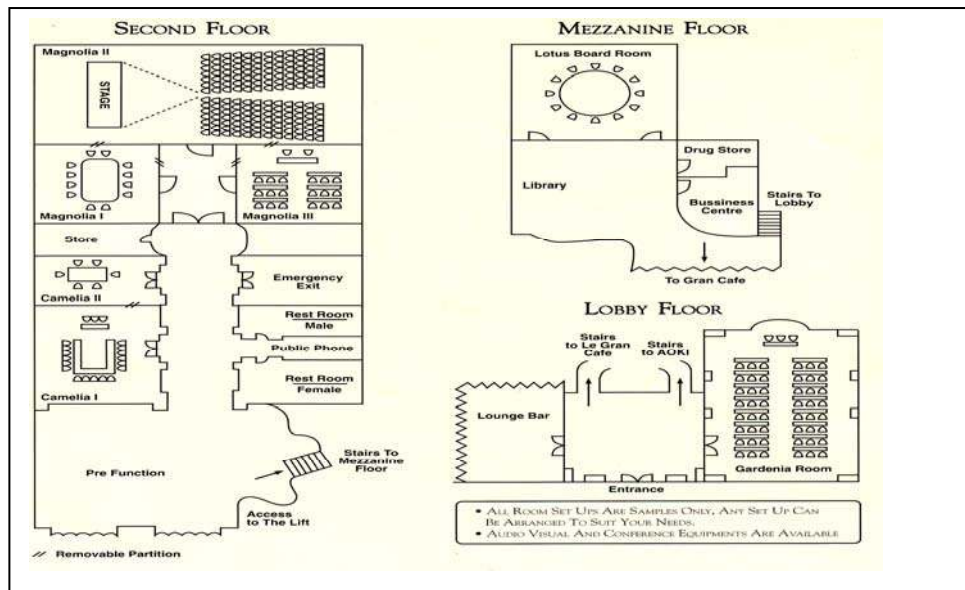 SECOND FLOOR
Magnolia II
STAGE
Magnolia I
Magnolia III
Store
Camelia II
Emergency
Exit
Rest Room
Male
Public Phone
Rest Room
Female
Camelia I
Pre Function
Stairs To
Mezzanine
Floor
Access
to The Lift
// Removable Partition
MEZZANINE FLOOR
Lotus Board Room
Drug Store
Library
Bussiness
Centre
Stairs To
Lobby
To Gran Cafe
LOBBY FLOOR
Stairs
to Le Gran
Cafe
Stairs
to AOKI
Lounge Bar
Gardenia Room
Entrance
• ALL ROOM SET UPS ARE SAMPLES ONLY, ANT SET UP CAN
BE ARRANGED TO SUIT YOUR NEEDS.
• AUDIO VISUAL AND CONFERENCE EQUIPMENTS ARE AVAILABLE